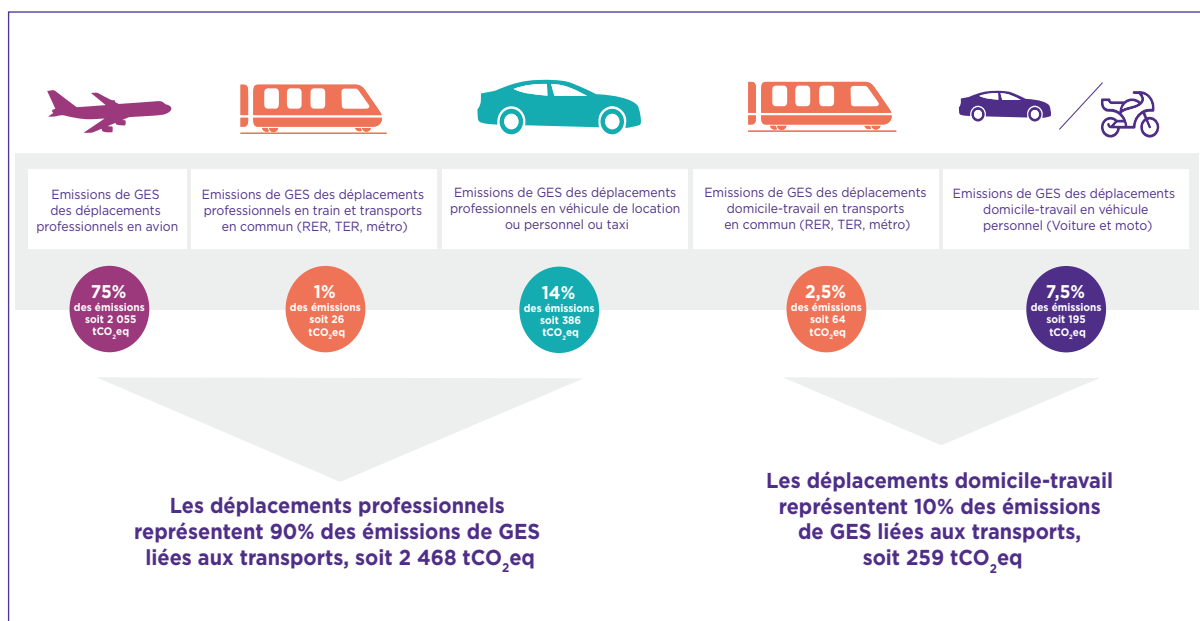 Emissions de GES
des déplacements
professionnels en avion
Emissions de GES des déplacements
professionnels en train et transports
en commun (RER, TER, métro)
Emissions de GES des déplacements
professionnels en véhicule de location
ou personnel ou taxi
Emissions de GES des déplacements
domicile-travail en transports
en commun (RER, TER, métro)
Emissions de GES des déplacements
domicile-travail en véhicule
personnel (Voiture et moto)
75%
des émissions
soit 2 055
tCO₂eq
1%
des émissions
soit 26
tCO₂eq
14%
des émissions
soit 386
tCO₂eq
2,5%
des émissions
soit 64
tCO₂eq
7,5%
des émissions
soit 195
tCO₂eq
Les déplacements professionnels
représentent 90% des émissions de GES
liées aux transports, soit 2 468 tCO₂eq
Les déplacements domicile-travail
représentent 10% des émissions
de GES liées aux transports,
soit 259 tCO₂eq